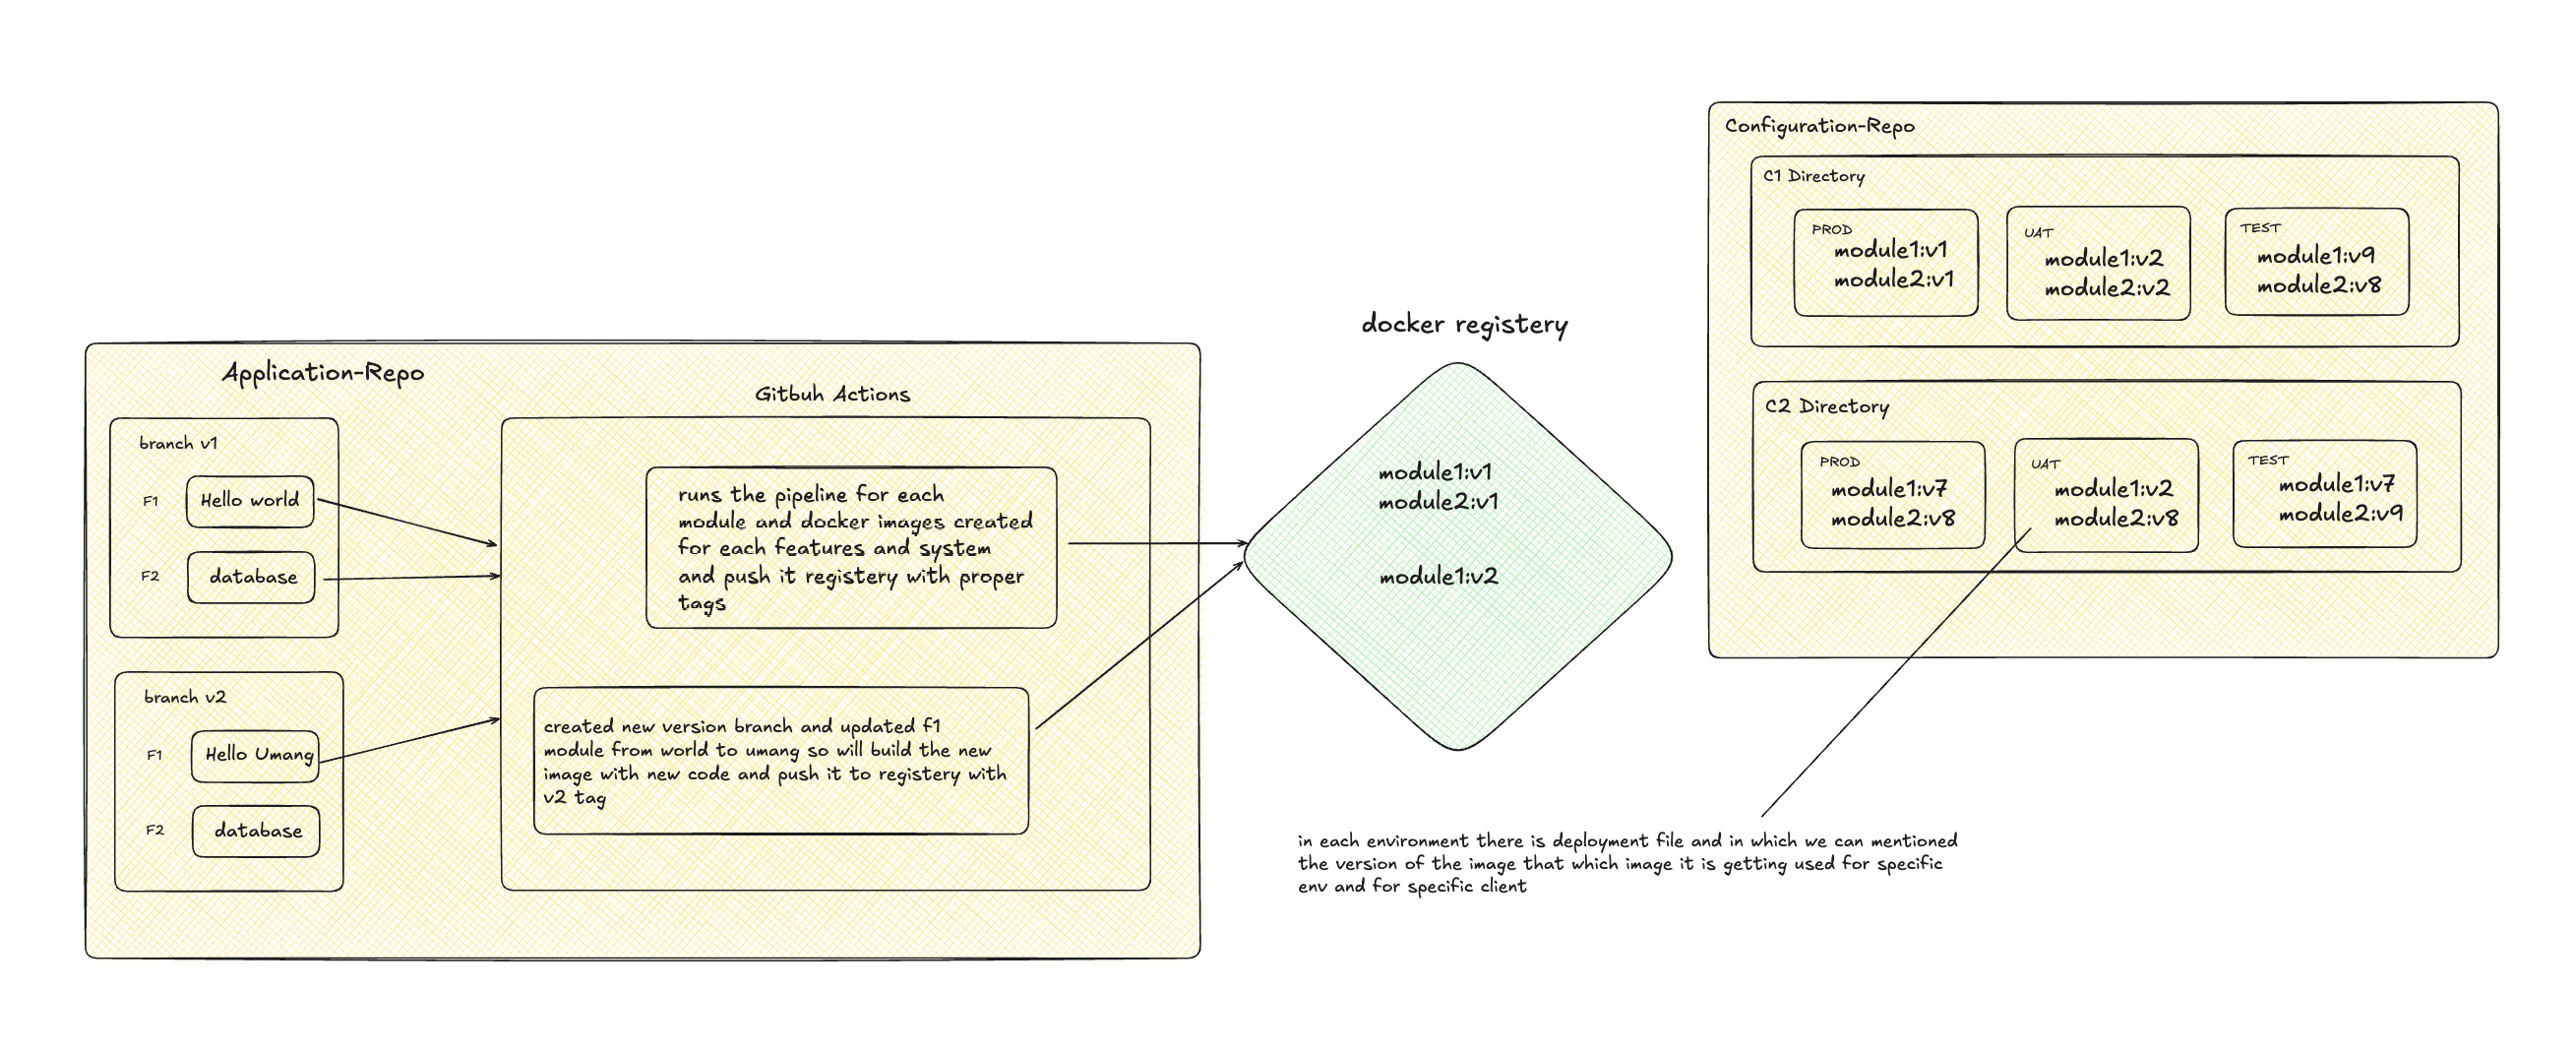 Application-Repo
branch v1
F1
Hello world
F2
database
branch v2
F1
Hello Umang
F2
database
Gitbuh Actions
runs the pipeline for each
module and docker images created
for each features and system
and push it registery with proper
tags
created new version branch and updated f1
module from world to umang so will build the new
image with new code and push it to registery with
v2 tag
docker registery
module1:v1
module2:v1
module1:v2
Configuration-Repo
C1 Directory
PROD
module1:v1
module2:v1
UAT
module1:v2
module2:v2
TEST
module1:v9
module2:v8
C2 Directory
PROD
module1:v7
module2:v8
UAT
module1:v2
module2:v8
TEST
module1:v7
module2:v9
in each environment there is deployment file and in which we can mentioned
the version of the image that which image it is getting used for specific
env and for specific client